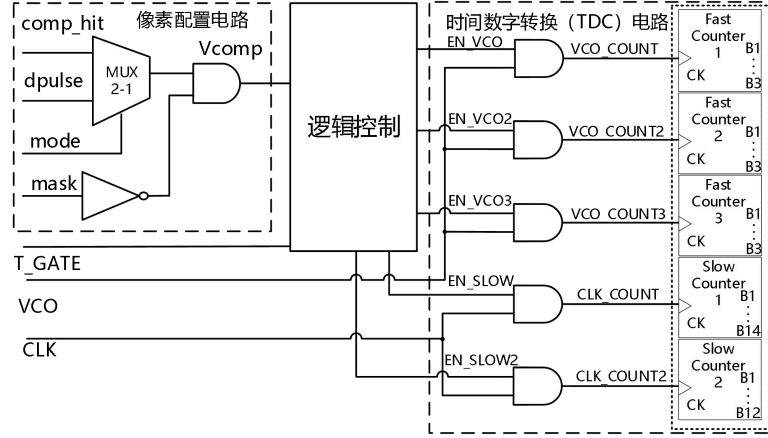 像素配置电路
comp_hit
dpulse
mode
mask
MUX
2-1
Vcomp
T_GATE
VCO
CLK
逻辑控制
时间数字转换（TDC）电路
EN_VCO
VCO_COUNT
EN_VCO2
VCO_COUNT2
EN_VCO3
VCO_COUNT3
EN_SLOW
CLK_COUNT
EN_SLOW2
CLK_COUNT2
Fast
Counter
1
B1
CK
B3
Fast
Counter
2
B1
CK
B3
Fast
Counter
3
B1
CK
B3
Slow
Counter
1
B1
CK
B14
Slow
Counter
2
B1
CK
B12